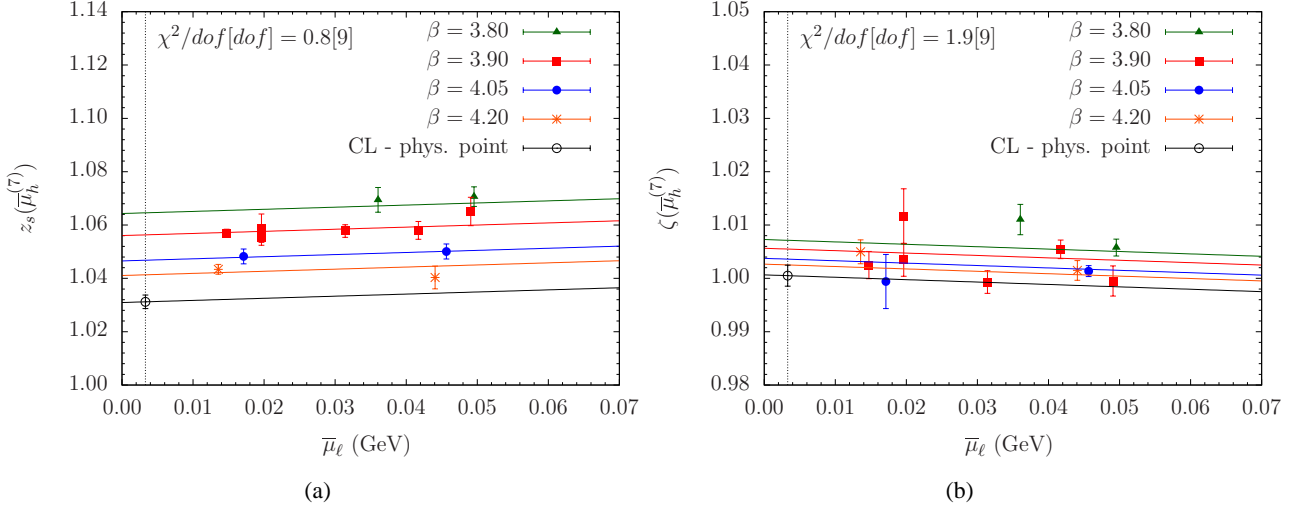 χ²/dof[dof] = 0.8[9]
β = 3.80
β = 3.90
β = 4.05
β = 4.20
CL - phys. point
z_s(μ̅_h^(7))
1.14
1.12
1.10
1.08
1.06
1.04
1.02
1.00
0.00 0.01 0.02 0.03 0.04 0.05 0.06 0.07
μ̅_ℓ (GeV)
(a)
χ²/dof[dof] = 1.9[9]
β = 3.80
β = 3.90
β = 4.05
β = 4.20
CL - phys. point
ζ(μ̅_h^(7))
1.05
1.04
1.03
1.02
1.01
1.00
0.99
0.98
0.00 0.01 0.02 0.03 0.04 0.05 0.06 0.07
μ̅_ℓ (GeV)
(b)